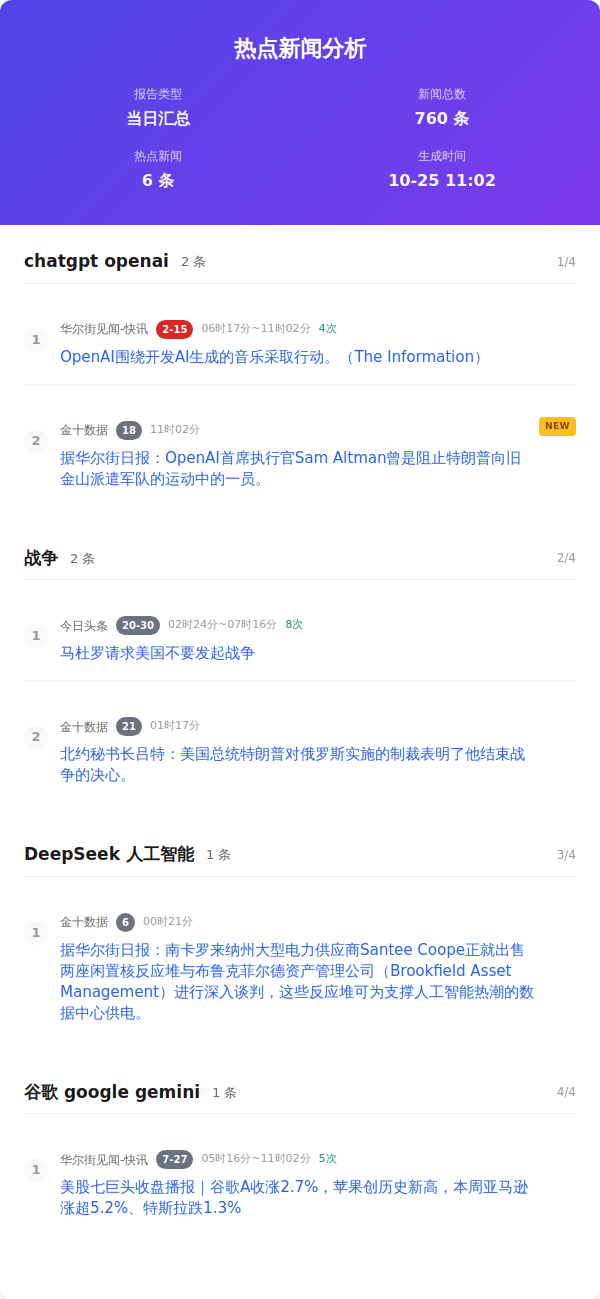 热点新闻分析
报告类型
当日汇总
新闻总数
760 条
热点新闻
6 条
生成时间
10-25 11:02
chatgpt openai 2 条 1/4
1 华尔街见闻-快讯 2-15 06时17分~11时02分 4次
OpenAI围绕开发AI生成的音乐采取行动。（The Information）
2 金十数据 18 11时02分 NEW
据华尔街日报：OpenAI首席执行官Sam Altman曾是阻止特朗普向旧
金山派遣军队的运动中的一员。
战争 2 条 2/4
1 今日头条 20-30 02时24分~07时16分 8次
马杜罗请求美国不要发起战争
2 金十数据 21 01时17分
北约秘书长吕特：美国总统特朗普对俄罗斯实施的制裁表明了他结束战
争的决心。
DeepSeek 人工智能 1 条 3/4
1 金十数据 6 00时21分
据华尔街日报：南卡罗来纳州大型电力供应商Santee Coope正就出售
两座闲置核反应堆与布鲁克菲尔德资产管理公司（Brookfield Asset
Management）进行深入谈判，这些反应堆可为支撑人工智能热潮的数
据中心供电。
谷歌 google gemini 1 条 4/4
1 华尔街见闻-快讯 7-27 05时16分~11时02分 5次
美股七巨头收盘播报｜谷歌A收涨2.7%，苹果创历史新高，本周亚马逊
涨超5.2%、特斯拉跌1.3%